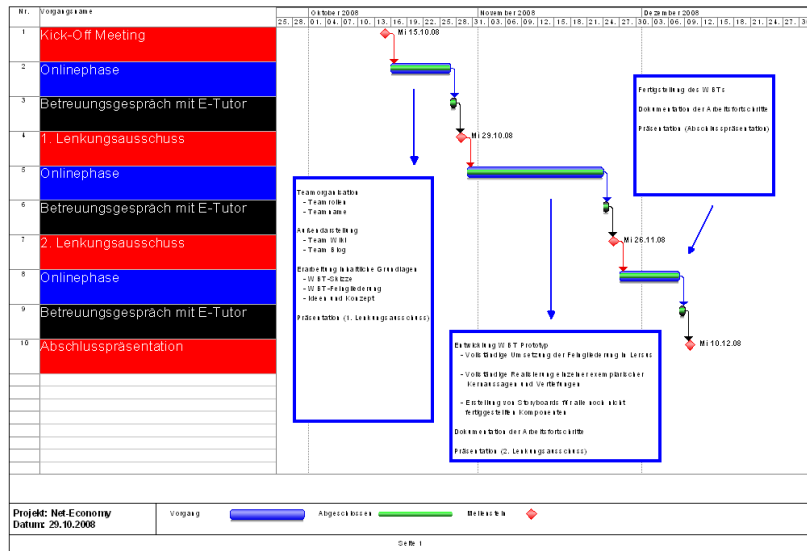 Nr. Vorgangsname
Oktober 2008 November 2008 Dezember 2008
25. 28. 01. 04. 07. 10. 13. 16. 19. 22. 25. 28. 31. 03. 06. 09. 12. 15. 18. 21. 24. 27. 30. 03. 06. 09. 12. 15. 18. 21. 24. 27. 30
1 Kick-Off Meeting
Mi 15.10.08
2 Onlinephase
3 Betreuungsgespräch mit E-Tutor
4 1. Lenkungsausschuss
Mi 29.10.08
5 Onlinephase
6 Betreuungsgespräch mit E-Tutor
7 2. Lenkungsausschuss
Mi 26.11.08
8 Onlinephase
9 Betreuungsgespräch mit E-Tutor
10 Abschlusspräsentation
Mi 10.12.08
Fertigstellung des WBTs
Dokumentation der Arbeitsfortschritte
Präsentation (Abschlusspräsentation)
Teamorganisation
- Teamrollen
- Teamname
Außendarstellung
- Team Wiki
- Team Blog
Erarbeitung Inhaltliche Grundlagen
- WBT-Skizze
- WBT-Feingliederung
- Ideen und Konzept
Präsentation (1. Lenkungsausschuss)
Entwicklung WBT Prototyp
- Vollständige Umsetzung der Feingliederung in Lersus
- Vollständige Realisierung einzelner exemplarischer
Kernaussagen und Vertiefungen
- Erstellung von Storyboards für alle noch nicht
fertiggestellten Komponenten
Dokumentation der Arbeitsfortschritte
Präsentation (2. Lenkungsausschuss)
Projekt: Net-Economy
Datum: 29.10.2008
Vorgang Abgeschlossen Meilenstein
Seite 1